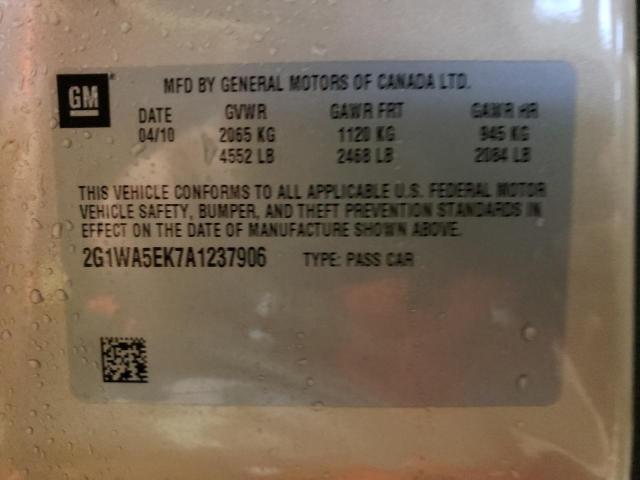 GM
MFD BY GENERAL MOTORS OF CANADA LTD.
DATE GVWR GAWR FRT GAWR RR
04/10 2065 KG 1120 KG 945 KG
4552 LB 2468 LB 2084 LB
THIS VEHICLE CONFORMS TO ALL APPLICABLE U.S. FEDERAL MOTOR
VEHICLE SAFETY, BUMPER, AND THEFT PREVENTION STANDARDS IN
EFFECT ON THE DATE OF MANUFACTURE SHOWN ABOVE.
2G1WA5EK7A1237906 TYPE: PASS CAR